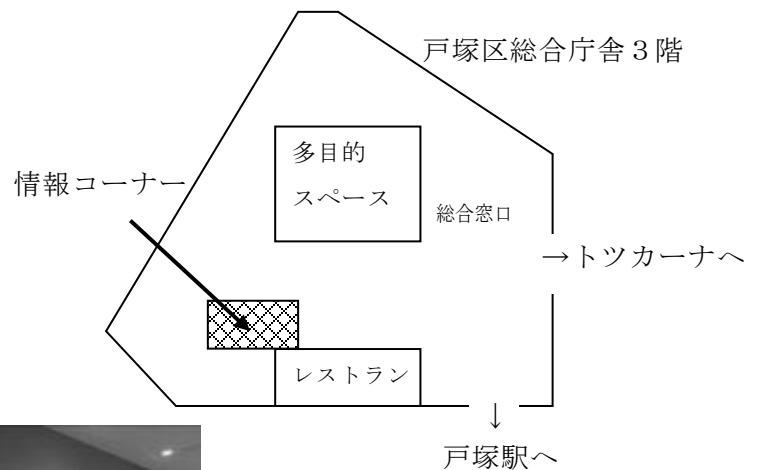 戸塚区総合庁舎３階
多目的
スペース
情報コーナー
総合窓口
→トツカーナへ
レストラン
↓
戸塚駅へ